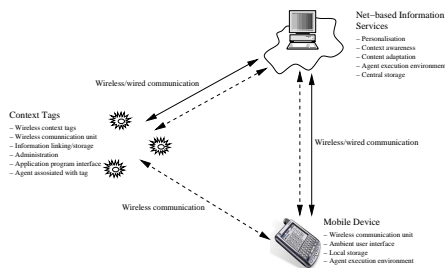 Net-based Information
Services
- Personalisation
- Context awareness
- Content adaptation
- Agent execution environment
- Central storage
Wireless/wired communication
Context Tags
- Wireless context tags
- Wireless comunication unit
- Information linking/storage
- Administration
- Application program interface
- Agent assosiated with tag
Wireless/wired communication
Wireless communication
Mobile Device
- Wireless communication unit
- Ambient user interface
- Local storage
- Agent execution environment